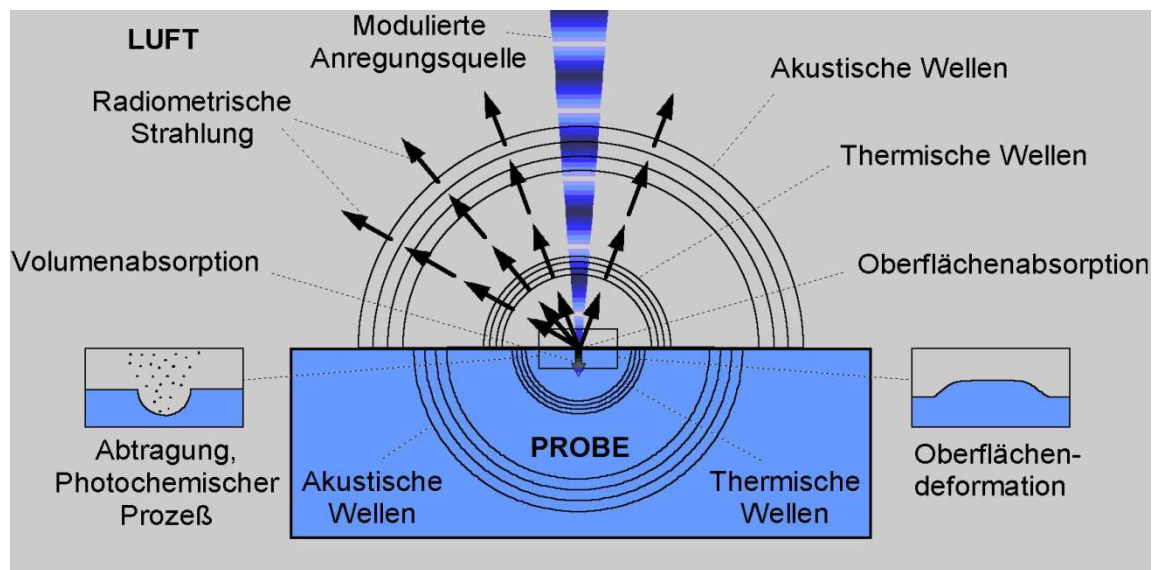 LUFT
Modulierte
Anregungsquelle
Akustische Wellen
Radiometrische
Strahlung
Thermische Wellen
Volumenabsorption
Oberflächenabsorption
Abtragung,
Photochemischer
Prozeß
PROBE
Akustische
Wellen
Thermische
Wellen
Oberflächen-
deformation